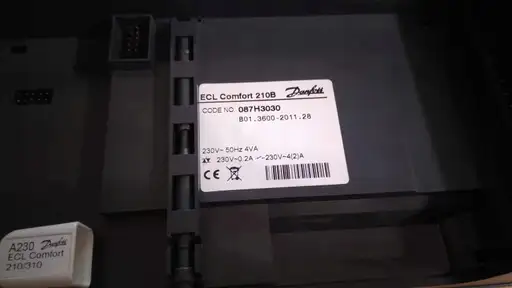 ECL Comfort 210B Danfoss
CODE NO. 087H3030
B01.3600-2011.28
230V~ 50Hz 4VA
230V~0.2A 230V~4(2)A
CE
A230 Danfoss
ECL Comfort
210/310